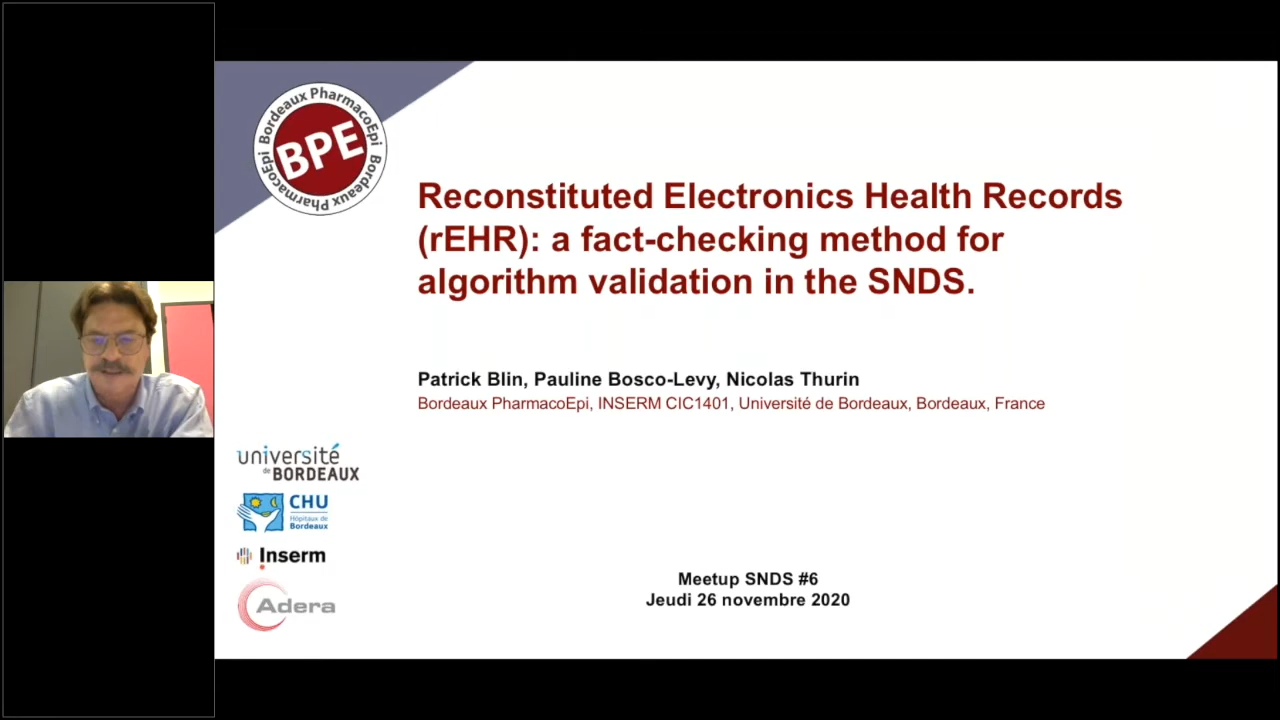 Bordeaux PharmacoEpi Bordeaux PharmacoEpi
BPE
Reconstituted Electronics Health Records
(rEHR): a fact-checking method for
algorithm validation in the SNDS.
Patrick Blin, Pauline Bosco-Levy, Nicolas Thurin
Bordeaux PharmacoEpi, INSERM CIC1401, Université de Bordeaux, Bordeaux, France
université
de BORDEAUX
CHU
Hôpitaux de
Bordeaux
Inserm
Adera
Meetup SNDS #6
Jeudi 26 novembre 2020